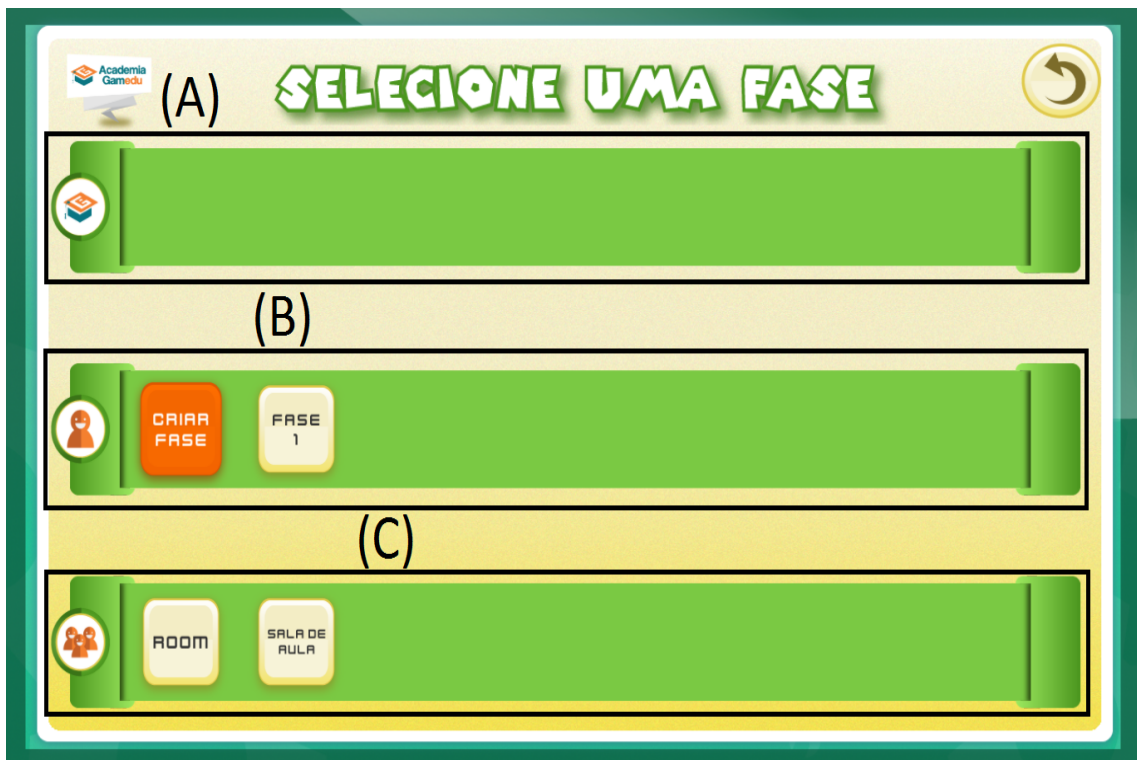 Academia
Gamedu
(A)
SELECIONE UMA FASE
(B)
CRIAR
FASE
FASE
1
(C)
ROOM
SALA DE
AULA